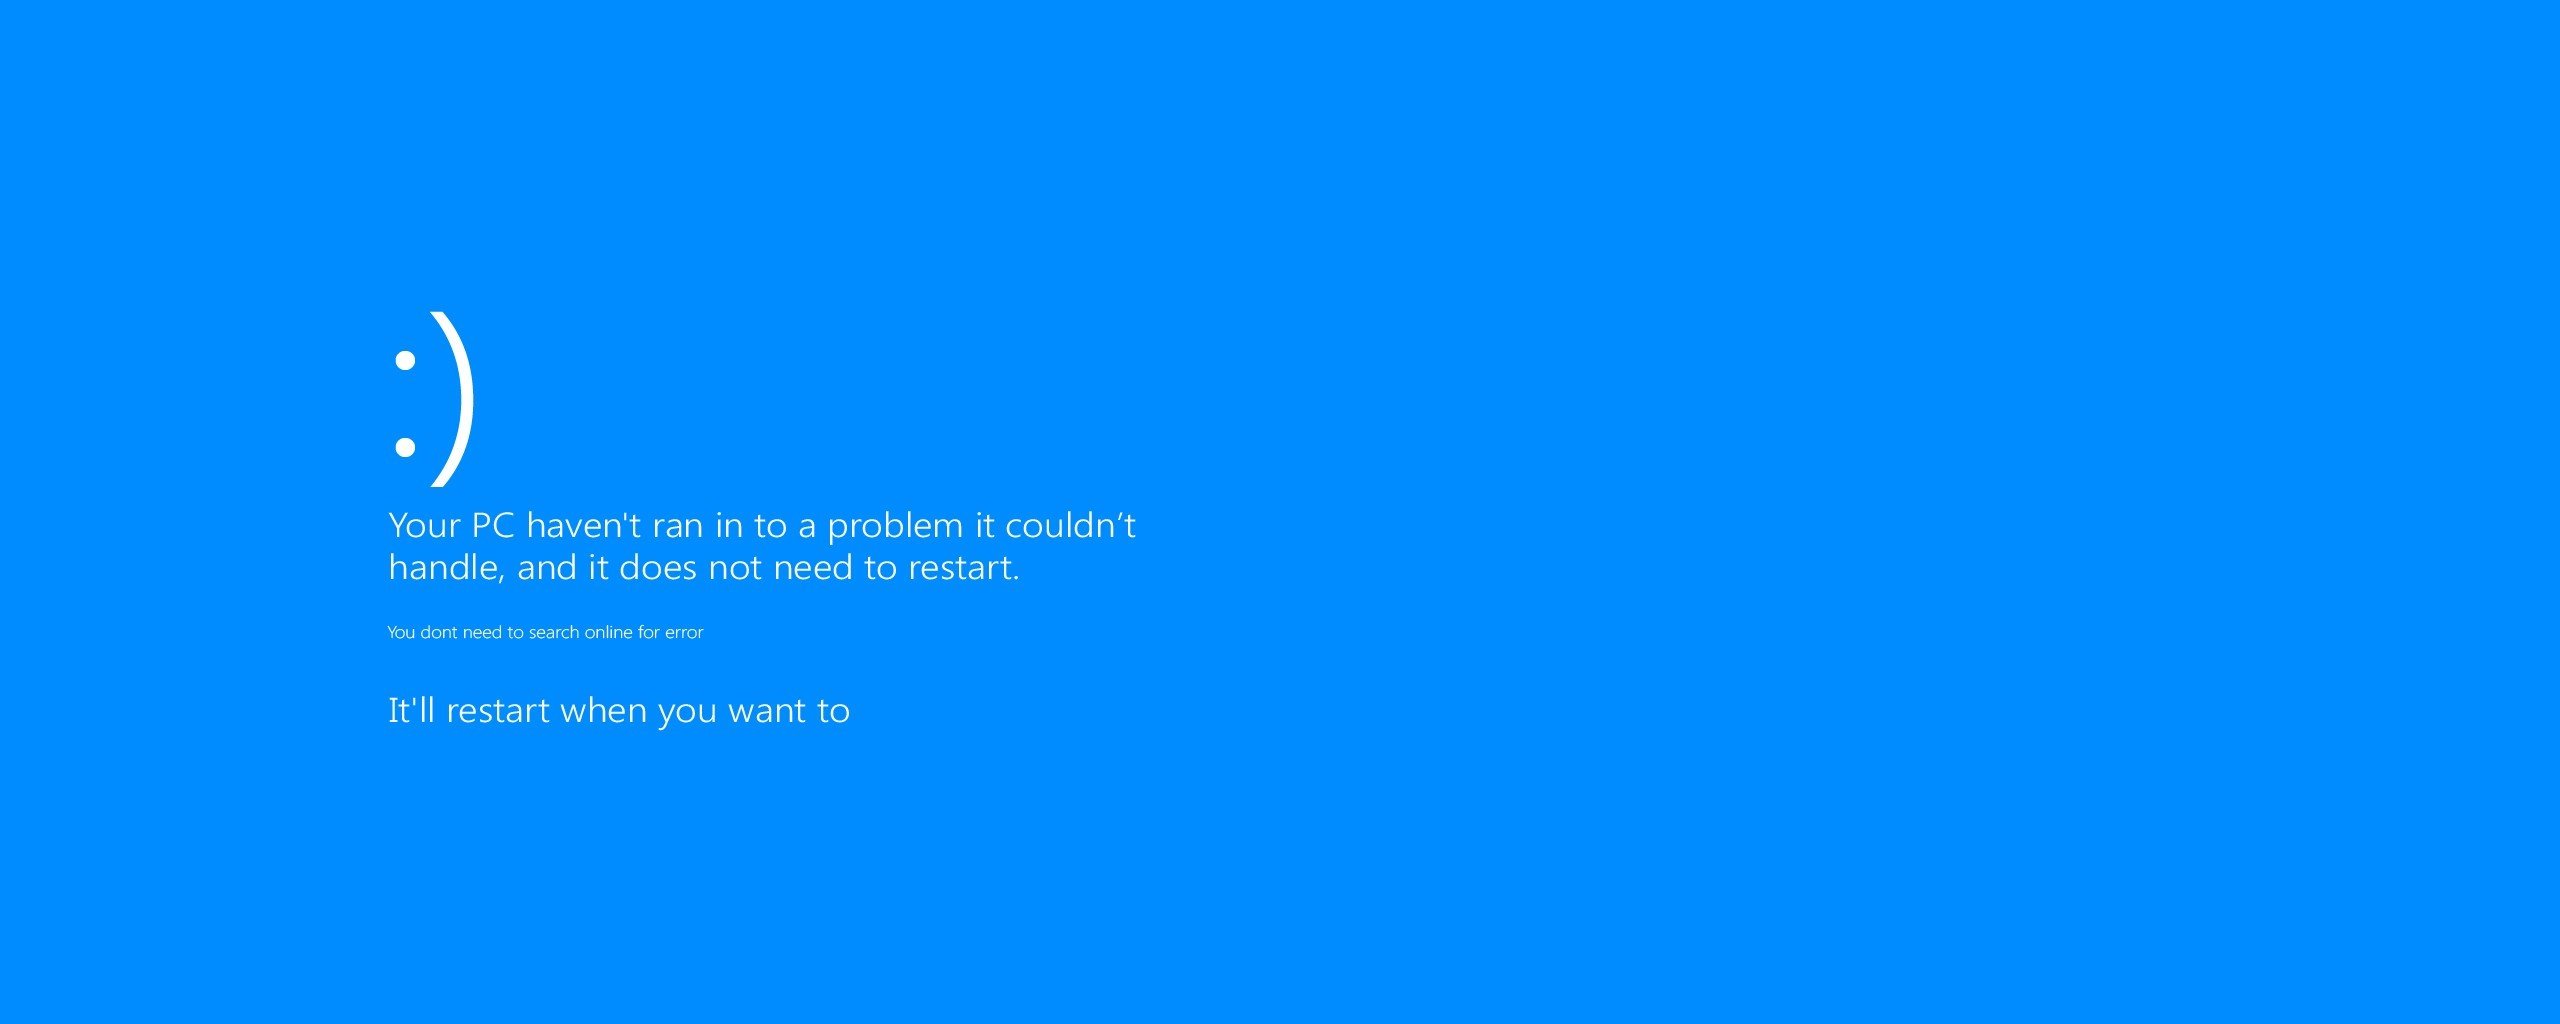 :)
Your PC haven't ran in to a problem it couldn’t
handle, and it does not need to restart.
You dont need to search online for error
It'll restart when you want to